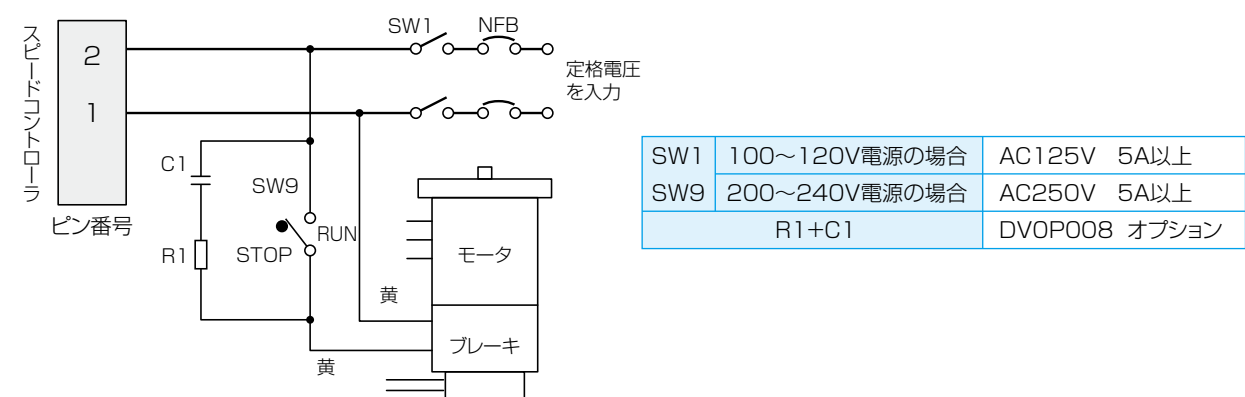 スピードコントローラ
2
1
ピン番号
SW1
NFB
定格電圧
を入力
C1
R1
SW9
RUN
STOP
モータ
黄
ブレーキ
黄
SW1 100～120V電源の場合 AC125V 5A以上
SW9 200～240V電源の場合 AC250V 5A以上
R1+C1 DV0P008 オプション